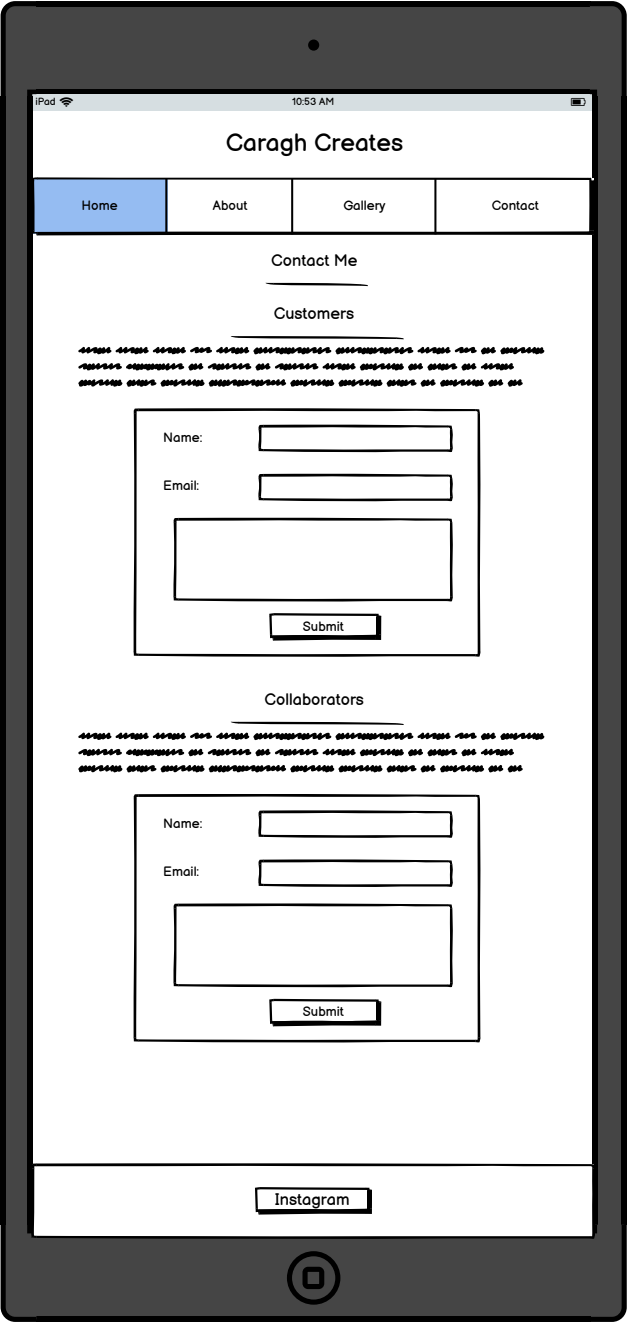 iPad 10:53 AM
Caragh Creates
Home About Gallery Contact
Contact Me
Customers
Name:
Email:
Submit
Collaborators
Name:
Email:
Submit
Instagram